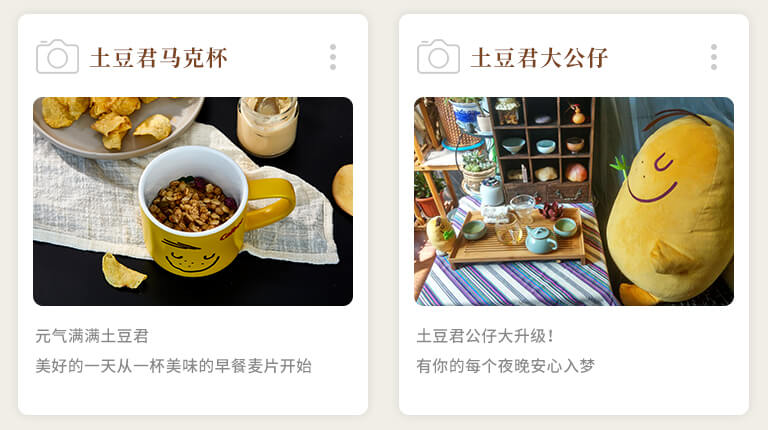 土豆君马克杯
元气满满土豆君
美好的一天从一杯美味的早餐麦片开始
土豆君大公仔
土豆君公仔大升级！
有你的每个夜晚安心入梦